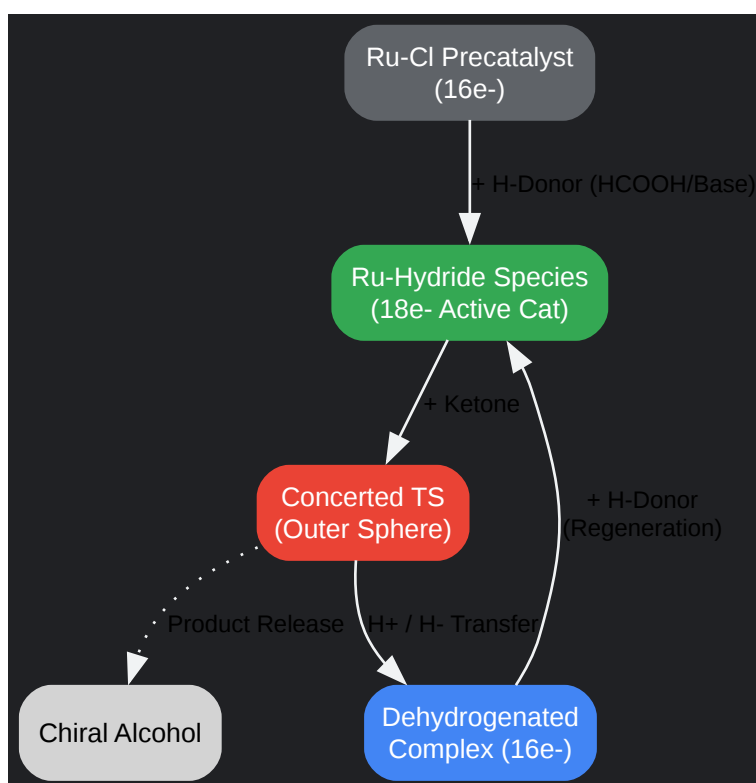 Ru-Cl Precatalyst
(16e-)
+ H-Donor (HCOOH/Base)
Ru-Hydride Species
(18e- Active Cat)
+ Ketone
Concerted TS
(Outer Sphere)
+ H-Donor
(Regeneration)
Product Release
H+ / H- Transfer
Chiral Alcohol
Dehydrogenated
Complex (16e-)